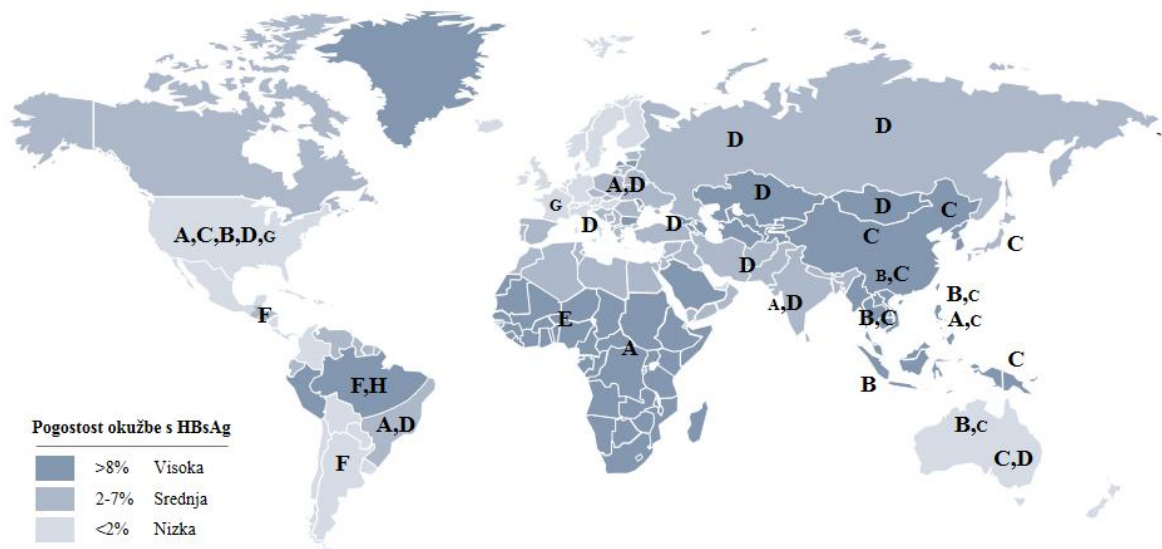 D
D
A,D
D
G
D
D
D
C
A,C,B,D,G
C
C
D
B,C
A,D
B,C
F
E
B,C
A,C
A
C
F,H
B
A,D
B,C
Pogostost okužbe s HBsAg
C,D
F
>8% Visoka
2-7% Srednja
<2% Nizka